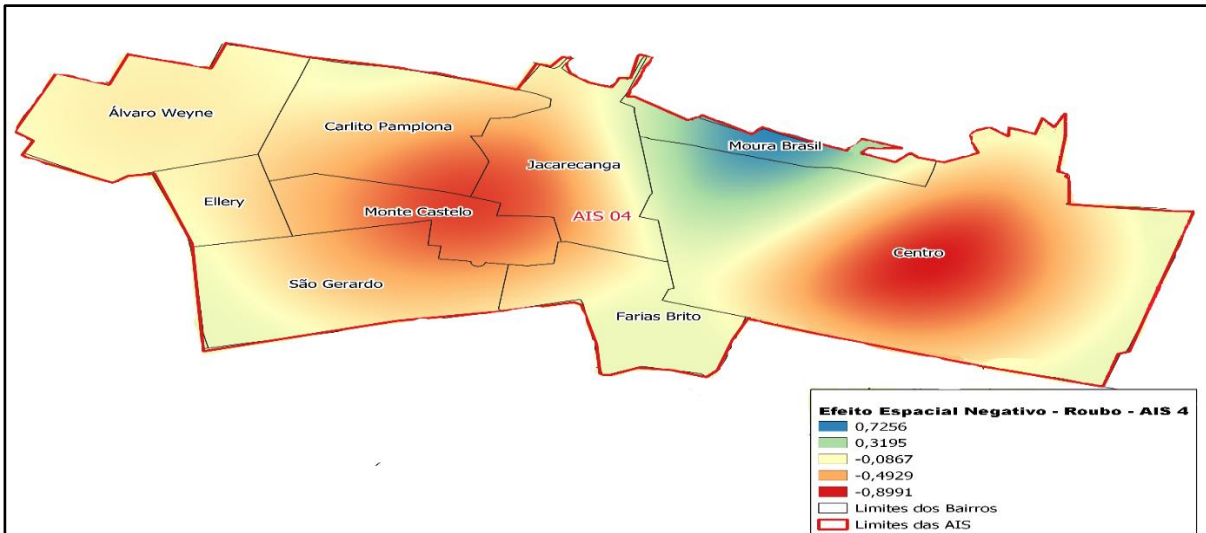 Álvaro Weyne
Carlito Pamplona
Moura Brasil
Jacarecanga
Ellery
Monte Castelo
AIS 04
Centro
São Gerardo
Farias Brito
Efeito Espacial Negativo - Roubo - AIS 4
0,7256
0,3195
-0,0867
-0,4929
-0,8991
Limites dos Bairros
Limites das AIS